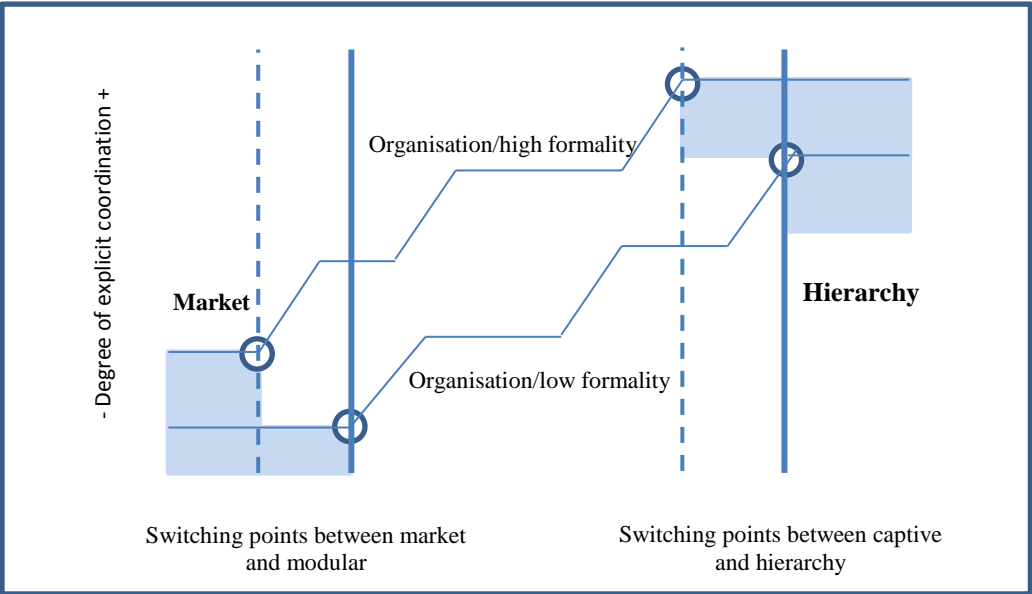 - Degree of explicit coordination +
Organisation/high formality
Market
Hierarchy
Organisation/low formality
Switching points between market
and modular
Switching points between captive
and hierarchy